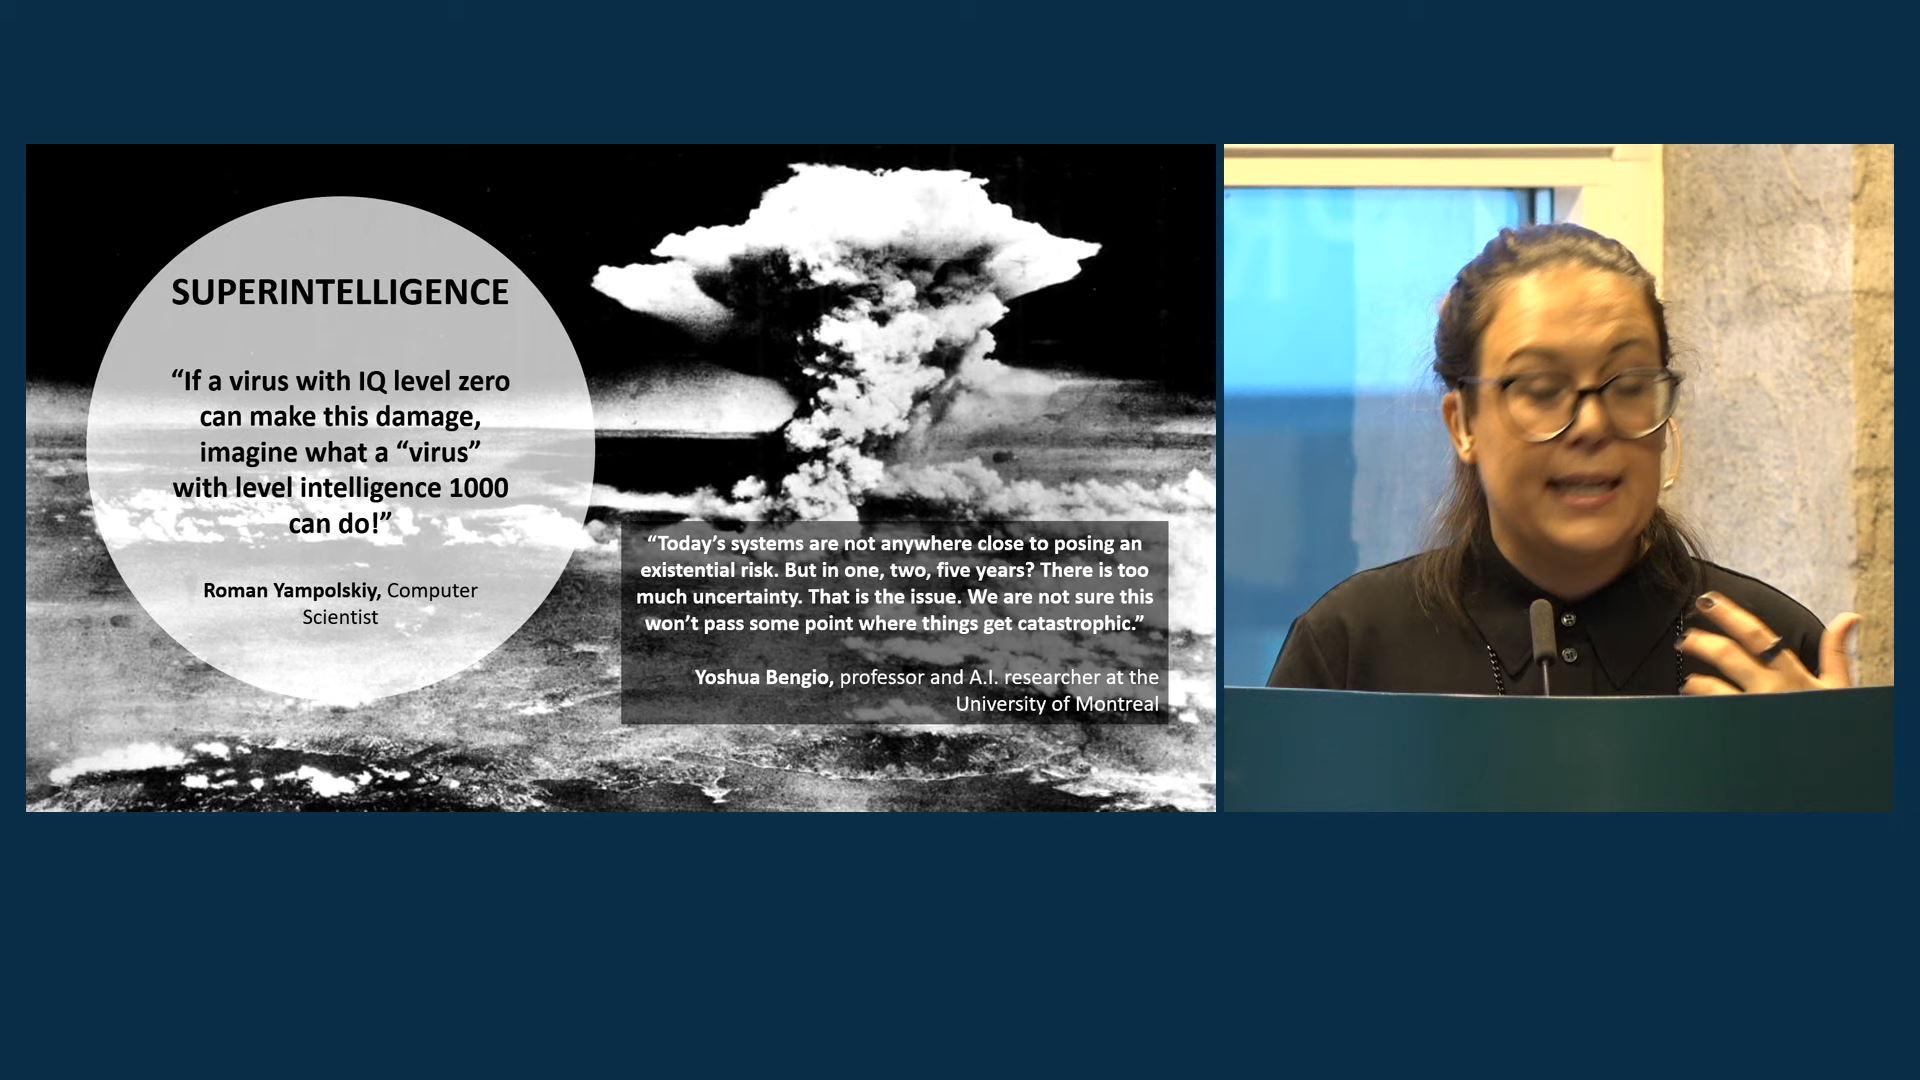 SUPERINTELLIGENCE
“If a virus with IQ level zero
can make this damage,
imagine what a “virus”
with level intelligence 1000
can do!”
Roman Yampolskiy, Computer
Scientist
“Today’s systems are not anywhere close to posing an
existential risk. But in one, two, five years? There is too
much uncertainty. That is the issue. We are not sure this
won’t pass some point where things get catastrophic.”
Yoshua Bengio, professor and A.I. researcher at the
University of Montreal